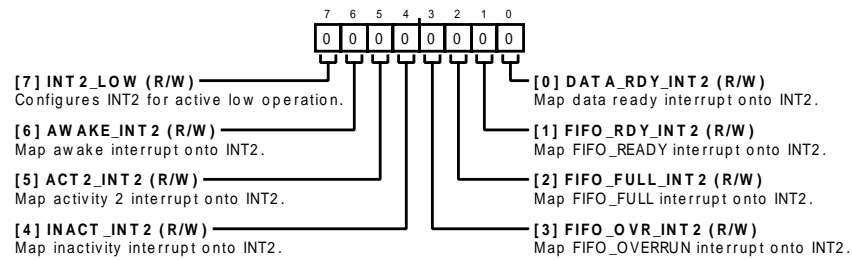 7 6 5 4 3 2 1 0
0 0 0 0 0 0 0 0
[7] INT2_LOW (R/W)
Configures INT2 for active low operation.
[6] AWAKE_INT2 (R/W)
Map awake interrupt onto INT2.
[5] ACT2_INT2 (R/W)
Map activity 2 interrupt onto INT2.
[4] INACT_INT2 (R/W)
Map inactivity interrupt onto INT2.
[0] DATA_RDY_INT2 (R/W)
Map data ready interrupt onto INT2.
[1] FIFO_RDY_INT2 (R/W)
Map FIFO_READY interrupt onto INT2.
[2] FIFO_FULL_INT2 (R/W)
Map FIFO_FULL interrupt onto INT2.
[3] FIFO_OVR_INT2 (R/W)
Map FIFO_OVERRUN interrupt onto INT2.